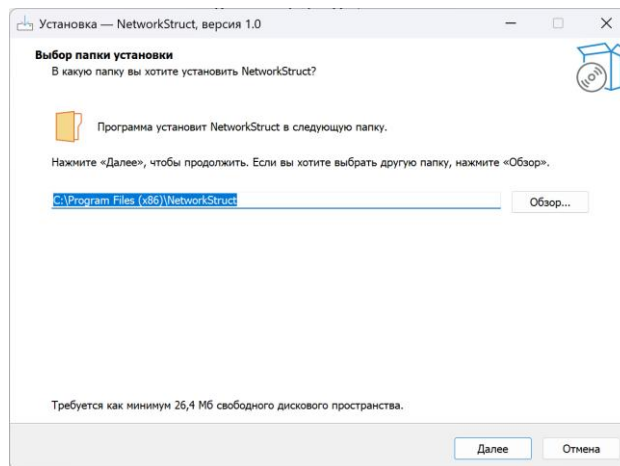 Установка — NetworkStruct, версия 1.0
Выбор папки установки
В какую папку вы хотите установить NetworkStruct?
Программа установит NetworkStruct в следующую папку.
Нажмите «Далее», чтобы продолжить. Если вы хотите выбрать другую папку, нажмите «Обзор».
C:\Program Files (x86)\NetworkStruct
Обзор...
Требуется как минимум 26,4 Мб свободного дискового пространства.
Далее
Отмена